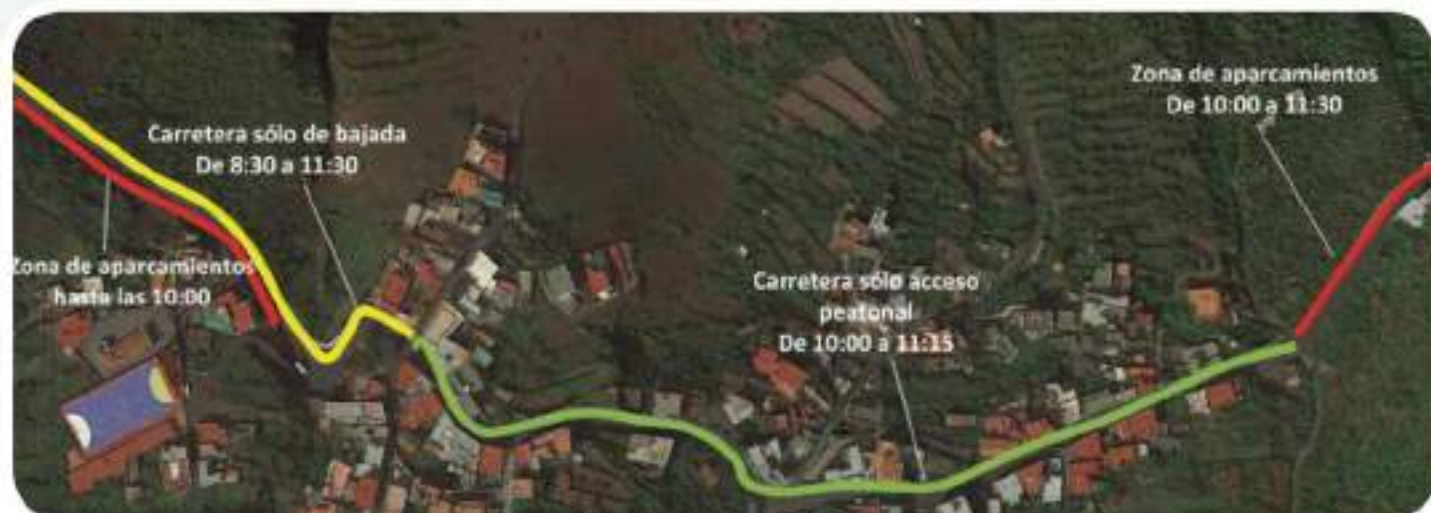 Zona de aparcamientos
De 10:00 a 11:30
Carretera sólo de bajada
De 8:30 a 11:30
Zona de aparcamientos
hasta las 10:00
Carretera sólo acceso
peatonal
De 10:00 a 11:15